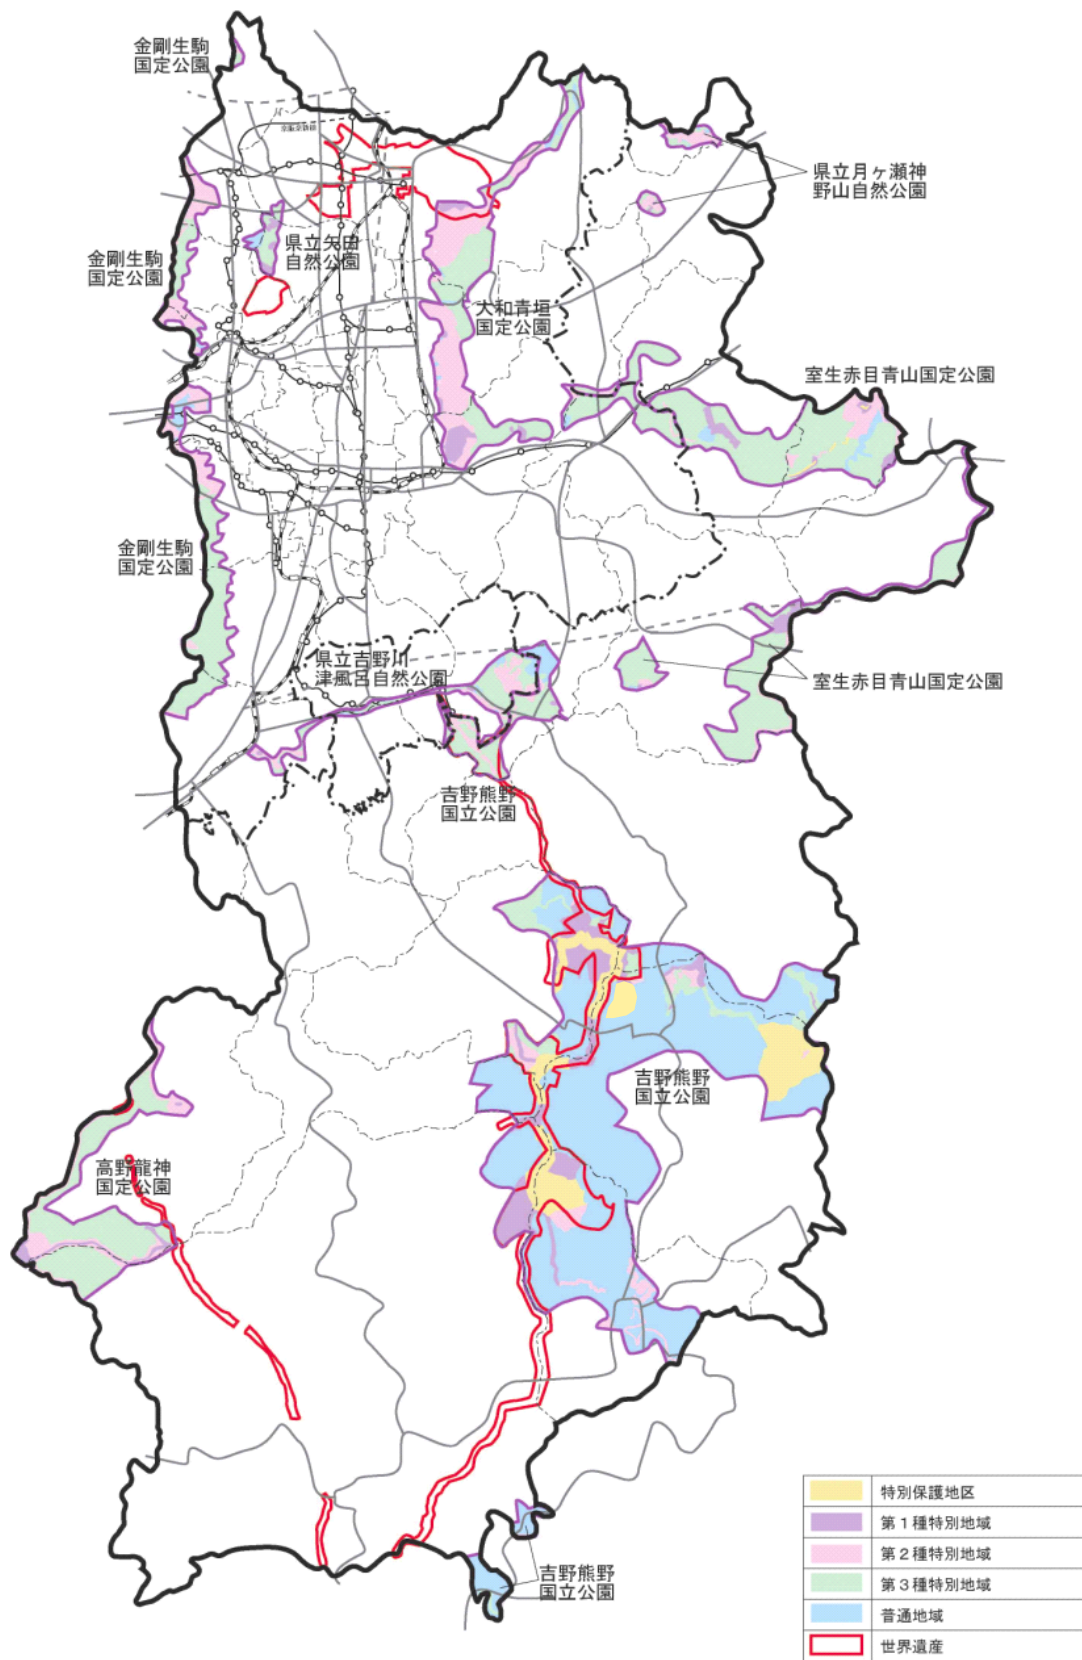 金剛生駒
国定公園
県立月ヶ瀬神
野山自然公園
県立矢田
自然公園
金剛生駒
国定公園
大和青垣
国定公園
室生赤目青山国定公園
金剛生駒
国定公園
県立吉野川
津風呂自然公園
室生赤目青山国定公園
吉野熊野
国立公園
吉野熊野
国立公園
高野龍神
国定公園
吉野熊野
国立公園
特別保護地区
第1種特別地域
第2種特別地域
第3種特別地域
普通地域
世界遺産